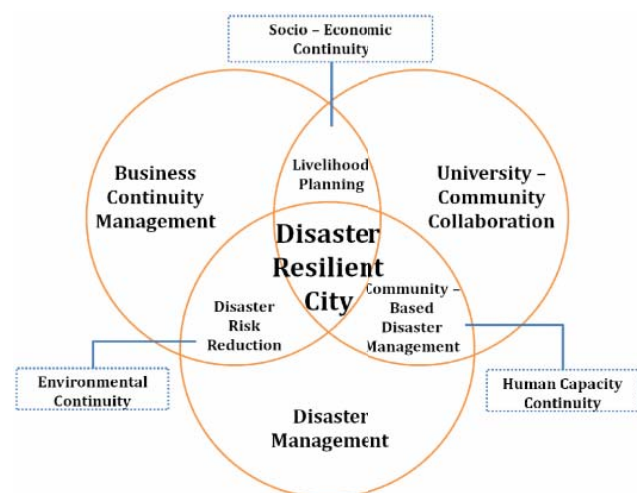 Socio – Economic
Continuity
Business
Continuity
Management
Livelihood
Planning
University –
Community
Collaboration
Disaster
Resilient
City
Disaster
Risk
Reduction
Community –
Based
Disaster
Management
Environmental
Continuity
Human Capacity
Continuity
Disaster
Management